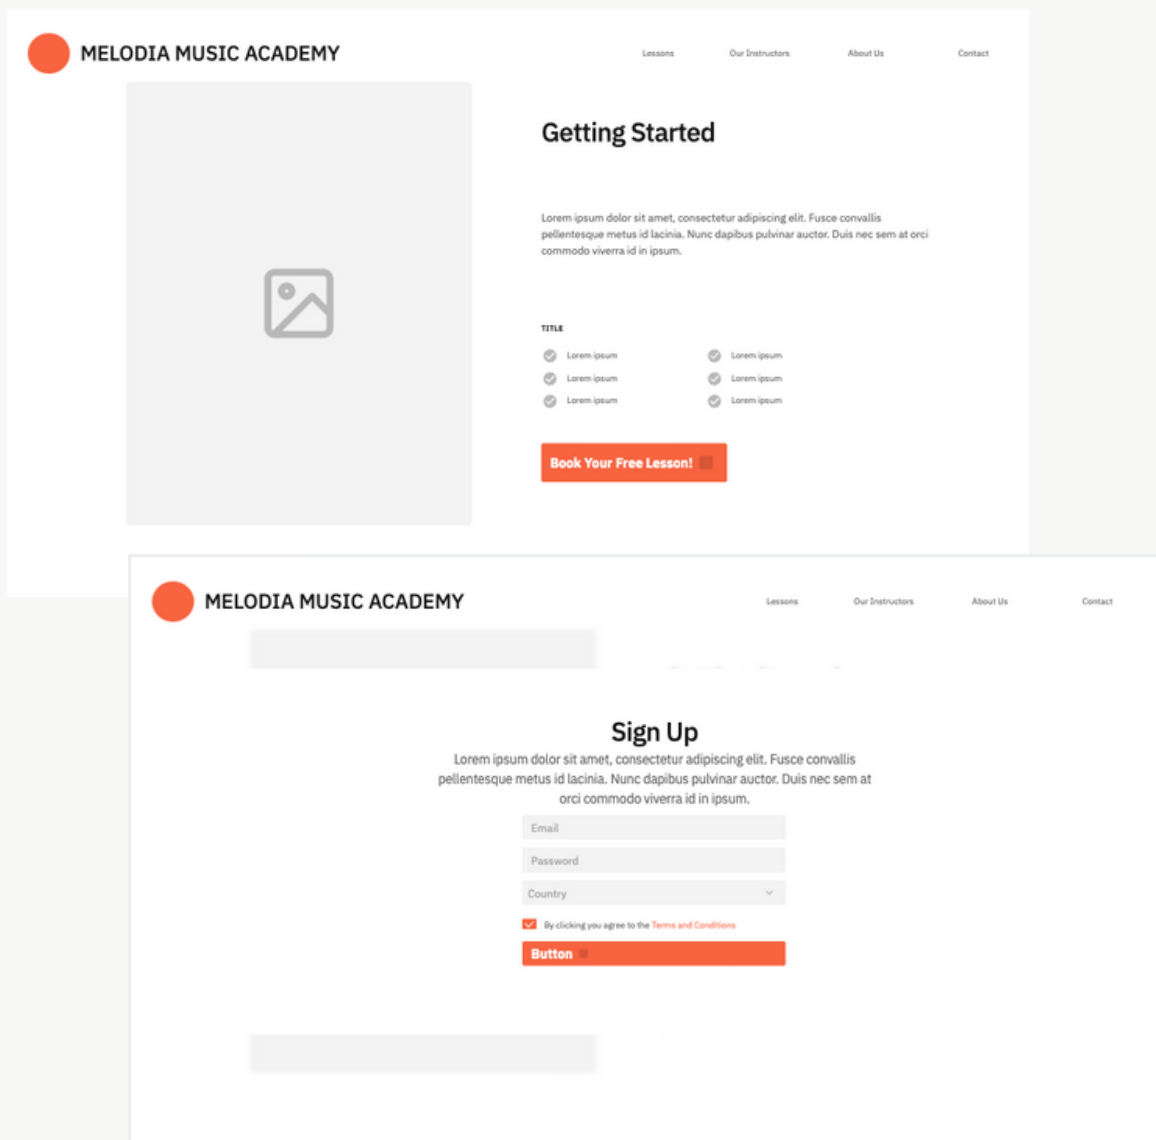 MELODIA MUSIC ACADEMY
Lessons
Our Instructors
About Us
Contact
Getting Started
Lorem ipsum dolor sit amet, consectetur adipiscing elit. Fusce convallis
pellentesque metus id lacinia. Nunc dapibus pulvinar auctor. Duis nec sem at orci
commodo viverra id in ipsum.
TITLE
Lorem ipsum
Lorem ipsum
Lorem ipsum
Lorem ipsum
Lorem ipsum
Lorem ipsum
Book Your Free Lesson!
MELODIA MUSIC ACADEMY
Lessons
Our Instructors
About Us
Contact
Sign Up
Lorem ipsum dolor sit amet, consectetur adipiscing elit. Fusce convallis
pellentesque metus id lacinia. Nunc dapibus pulvinar auctor. Duis nec sem at
orci commodo viverra id in ipsum.
Email
Password
Country
By clicking you agree to the Terms and Conditions
Button